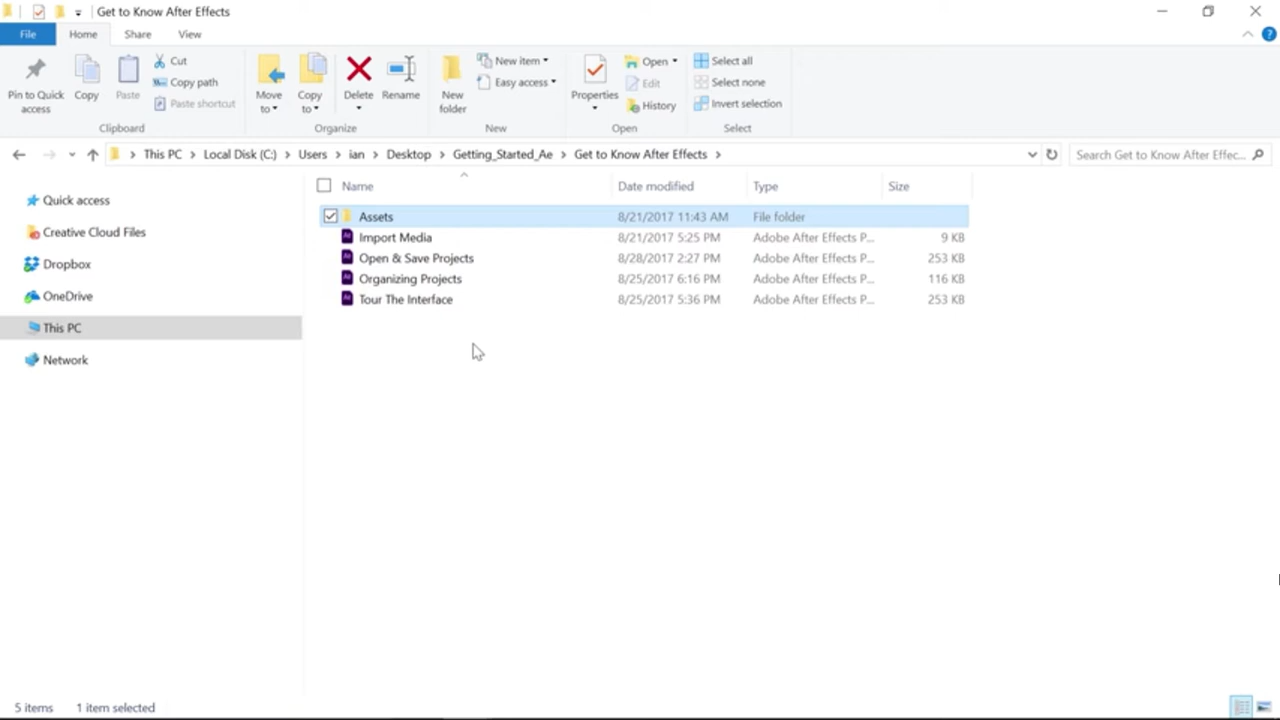 Get to Know After Effects
File Home Share View
Pin to Quick access
Copy
Paste
Cut
Copy path
Paste shortcut
Clipboard
Move to
Copy to
Delete
Rename
Organize
New folder
New item
Easy access
New
Properties
Open
Edit
History
Open
Select all
Select none
Invert selection
Select
This PC > Local Disk (C:) > Users > ian > Desktop > Getting_Started_Ae > Get to Know After Effects >
Search Get to Know After Effec...
Quick access
Creative Cloud Files
Dropbox
OneDrive
This PC
Network
Name Date modified Type Size
Assets 8/21/2017 11:43 AM File folder
Import Media 8/21/2017 5:25 PM Adobe After Effects P... 9 KB
Open & Save Projects 8/28/2017 2:27 PM Adobe After Effects P... 253 KB
Organizing Projects 8/25/2017 6:16 PM Adobe After Effects P... 116 KB
Tour The Interface 8/25/2017 5:36 PM Adobe After Effects P... 253 KB
5 items 1 item selected